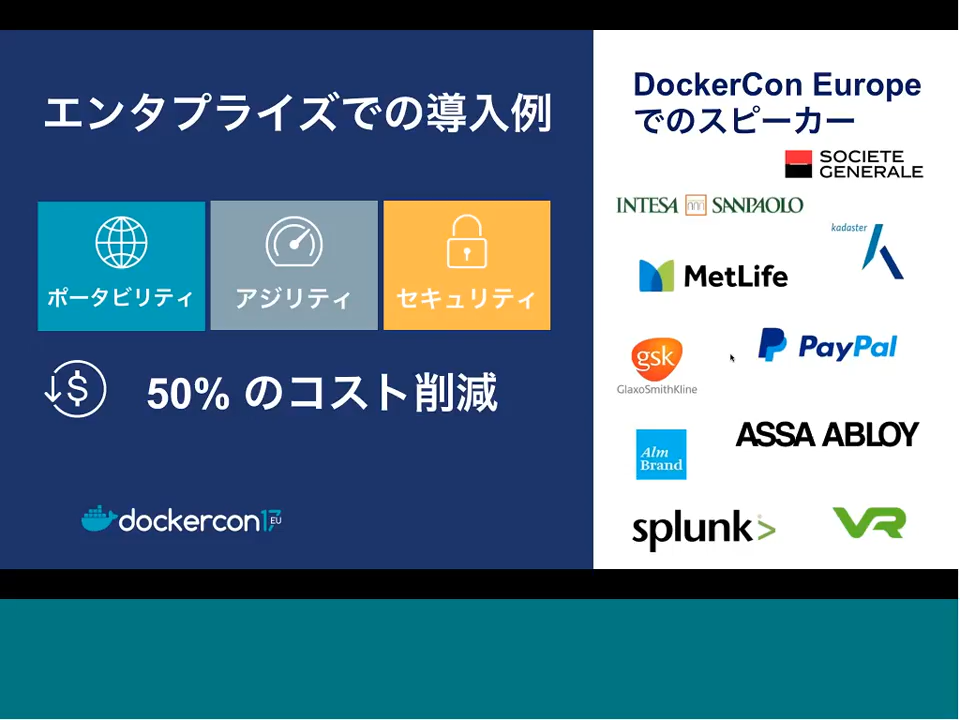 エンタプライズでの導入例
ポータビリティ
アジリティ
セキュリティ
$
50% のコスト削減
dockercon17 EU
DockerCon Europe
でのスピーカー
SOCIETE
GENERALE
INTESA SANPAOLO
kadaster
MetLife
gsk
GlaxoSmithKline
PayPal
ASSA ABLOY
Alm
Brand
splunk>
VR